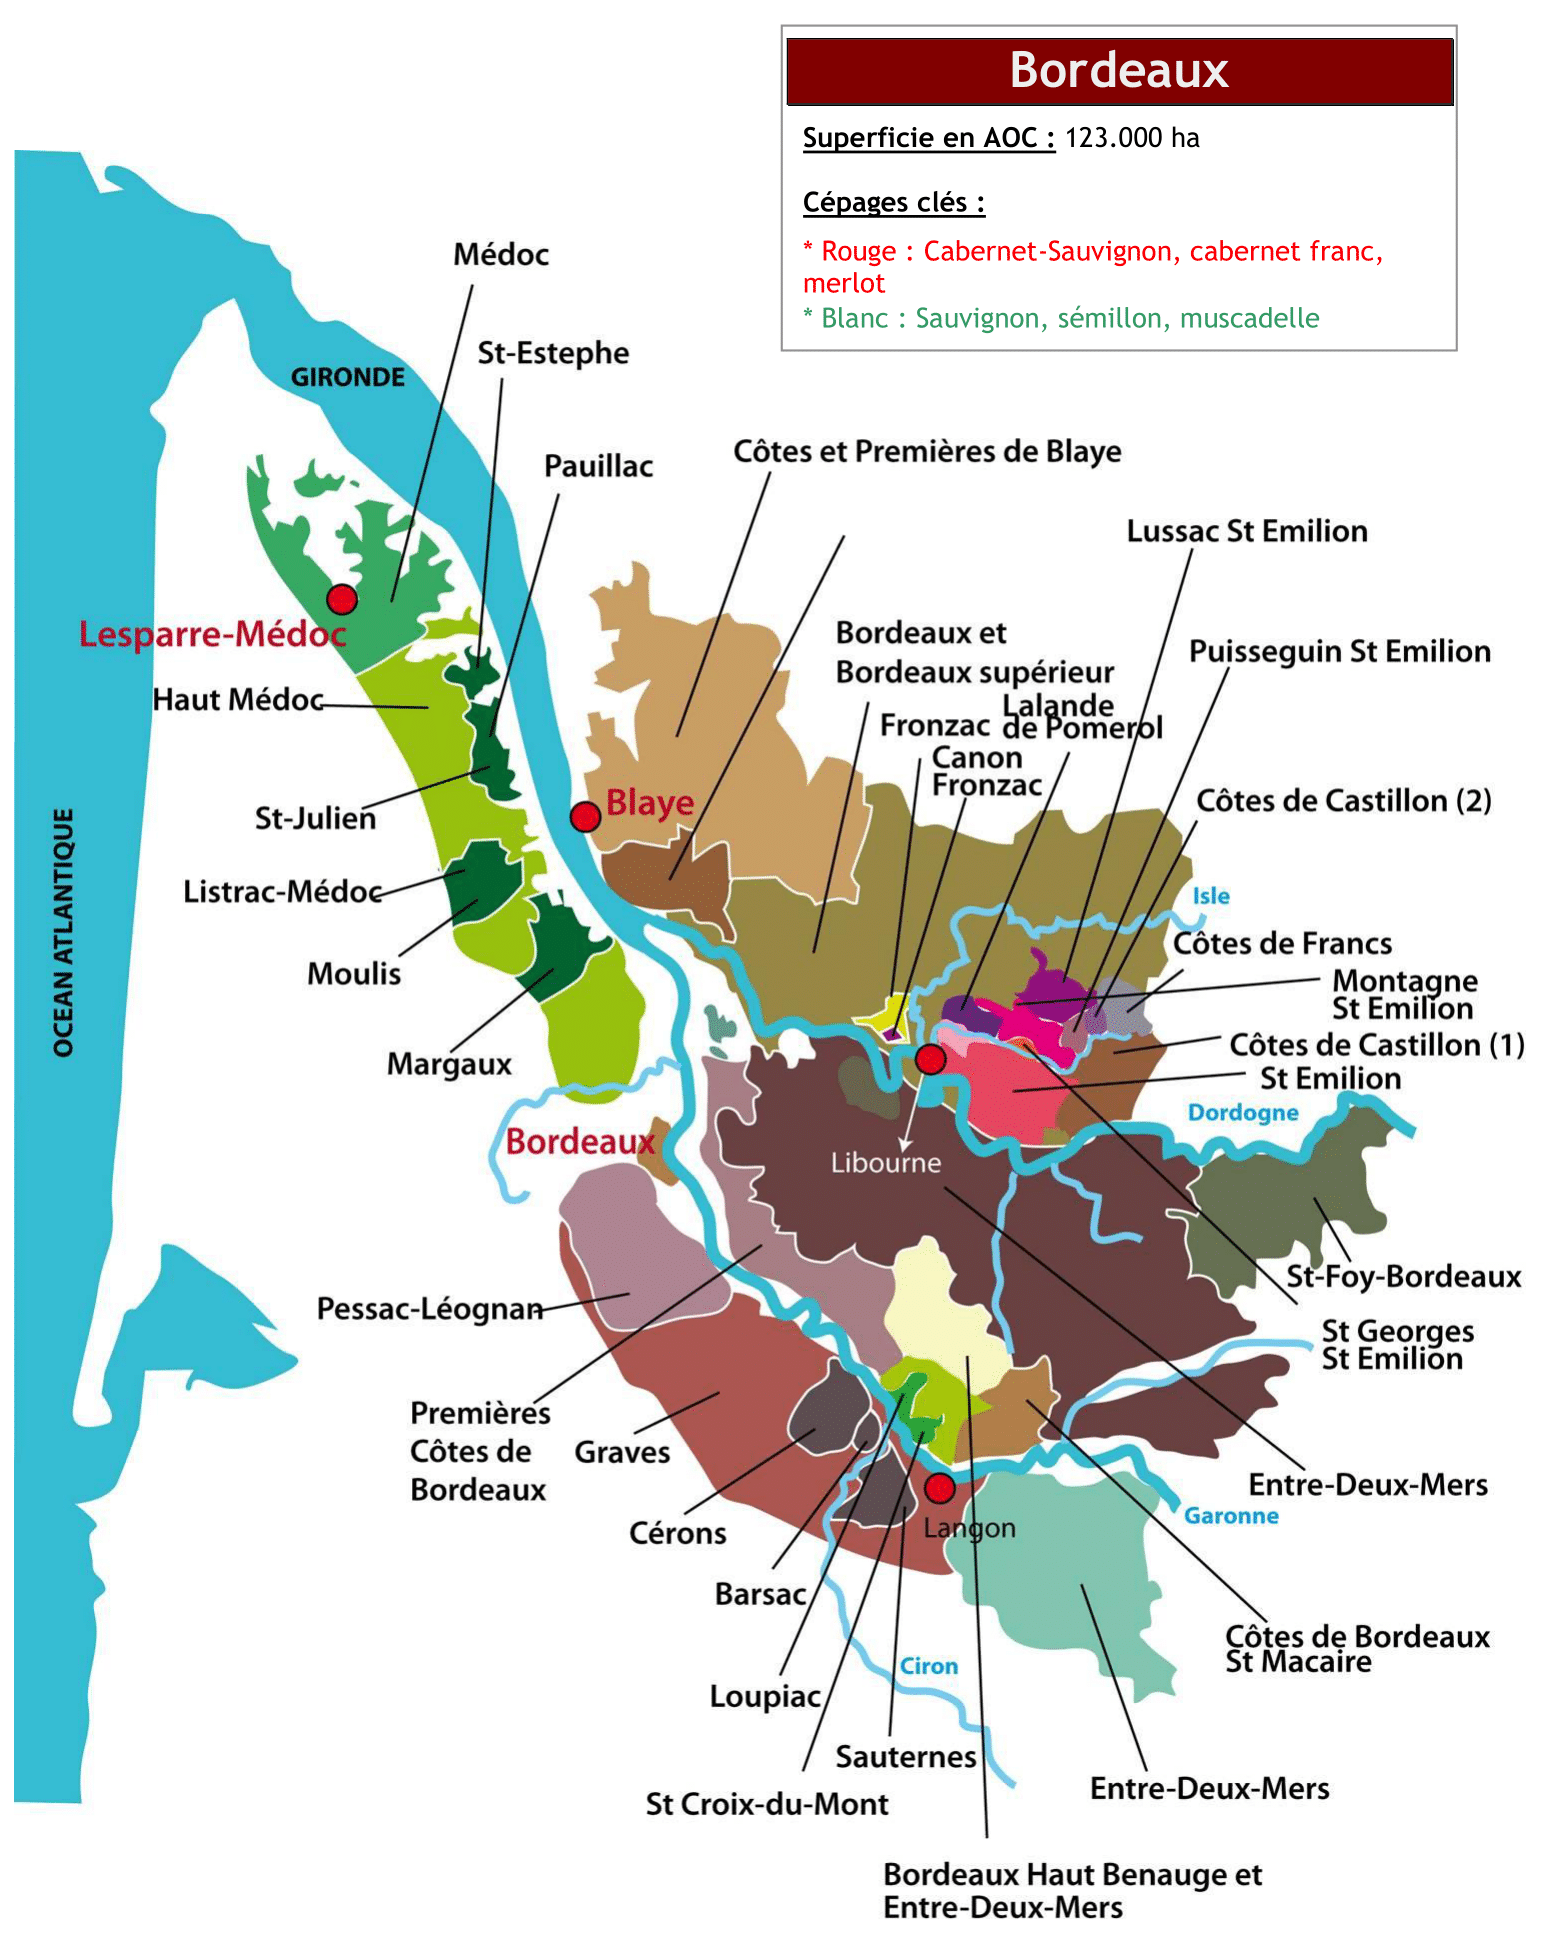 Bordeaux
Superficie en AOC : 123.000 ha
Cépages clés :
* Rouge : Cabernet-Sauvignon, cabernet franc,
merlot
* Blanc : Sauvignon, sémillon, muscadelle
Médoc
St-Estephe
GIRONDE
Pauillac
Côtes et Premières de Blaye
Lussac St Emilion
Lesparre-Médoc
Bordeaux et
Bordeaux supérieur
Puisseguin St Emilion
Haut Médoc
Lalande
de Pomerol
Fronzac
Canon
Fronzac
Blaye
Côtes de Castillon (2)
St-Julien
OCEAN ATLANTIQUE
Listrac-Médoc
Isle
Côtes de Francs
Moulis
Montagne
St Emilion
Côtes de Castillon (1)
Margaux
St Emilion
Dordogne
Bordeaux
Libourne
St-Foy-Bordeaux
Pessac-Léognan
St Georges
St Emilion
Premières
Côtes de
Bordeaux
Graves
Entre-Deux-Mers
Garonne
Cérons
Langon
Barsac
Côtes de Bordeaux
St Macaire
Ciron
Loupiac
Sauternes
Entre-Deux-Mers
St Croix-du-Mont
Bordeaux Haut Benauge et
Entre-Deux-Mers